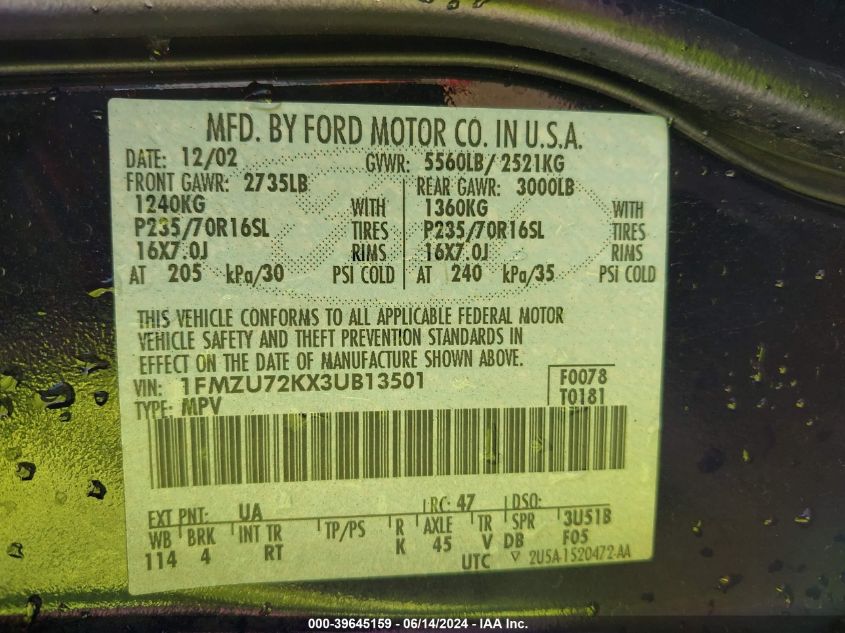 MFD. BY FORD MOTOR CO. IN U.S.A.
DATE: 12/02 GVWR: 5560LB/ 2521KG
FRONT GAWR: 2735LB REAR GAWR: 3000LB
1240KG WITH 1360KG WITH
P235/70R16SL TIRES P235/70R16SL TIRES
16X7.0J RIMS 16X7.0J RIMS
AT 205 kPa/30 PSI COLD AT 240 kPa/35 PSI COLD
THIS VEHICLE CONFORMS TO ALL APPLICABLE FEDERAL MOTOR
VEHICLE SAFETY AND THEFT PREVENTION STANDARDS IN
EFFECT ON THE DATE OF MANUFACTURE SHOWN ABOVE.
VIN: 1FMZU72KX3UB13501 F0078
TYPE: MPV T0181
EXT PNT: UA RC: 47 DSO:
WB BRK INT TR TP/PS R AXLE TR SPR 3U51B
114 4 RT K 45 V DB F05
UTC ▽ 2U5A-1520472-AA
000-39645159 - 06/14/2024 - IAA Inc.